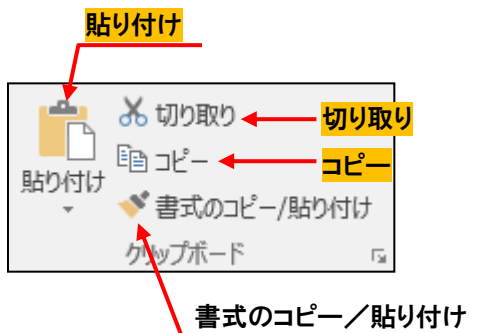 貼り付け
切り取り
切り取り
コピー
コピー
貼り付け
書式のコピー/貼り付け
クリップボード
書式のコピー／貼り付け